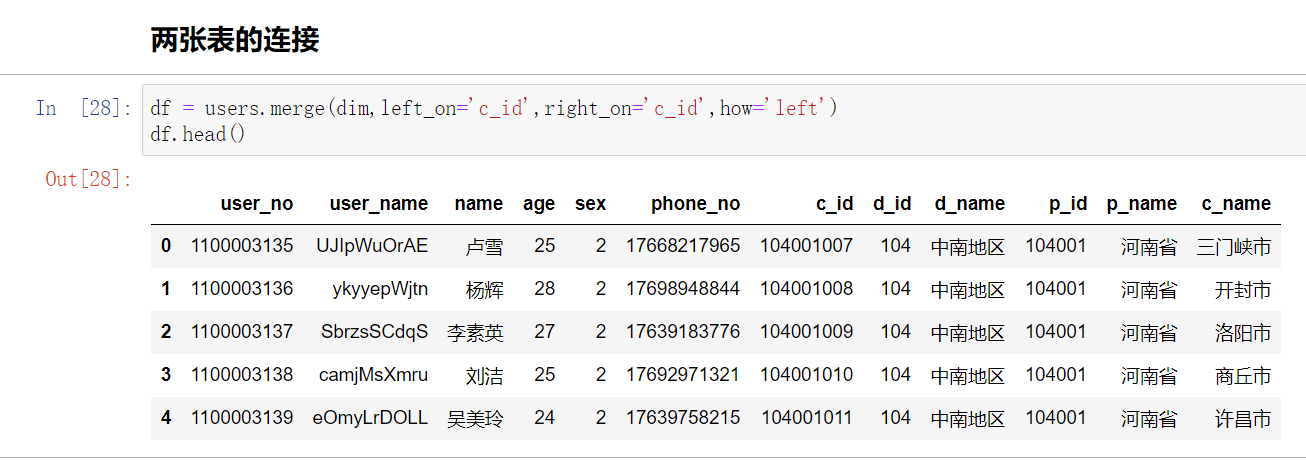 两张表的连接
In [28]: df = users.merge(dim,left_on='c_id',right_on='c_id',how='left')
df.head()
Out[28]:
user_no user_name name age sex phone_no c_id d_id d_name p_id p_name c_name
0 1100003135 UJIpWuOrAE 卢雪 25 2 17668217965 104001007 104 中南地区 104001 河南省 三门峡市
1 1100003136 ykyyepWjtn 杨辉 28 2 17698948844 104001008 104 中南地区 104001 河南省 开封市
2 1100003137 SbrzsSCdqS 李素英 27 2 17639183776 104001009 104 中南地区 104001 河南省 洛阳市
3 1100003138 camjMsXmru 刘洁 25 2 17692971321 104001010 104 中南地区 104001 河南省 商丘市
4 1100003139 eOmyLrDOLL 吴美玲 24 2 17639758215 104001011 104 中南地区 104001 河南省 许昌市